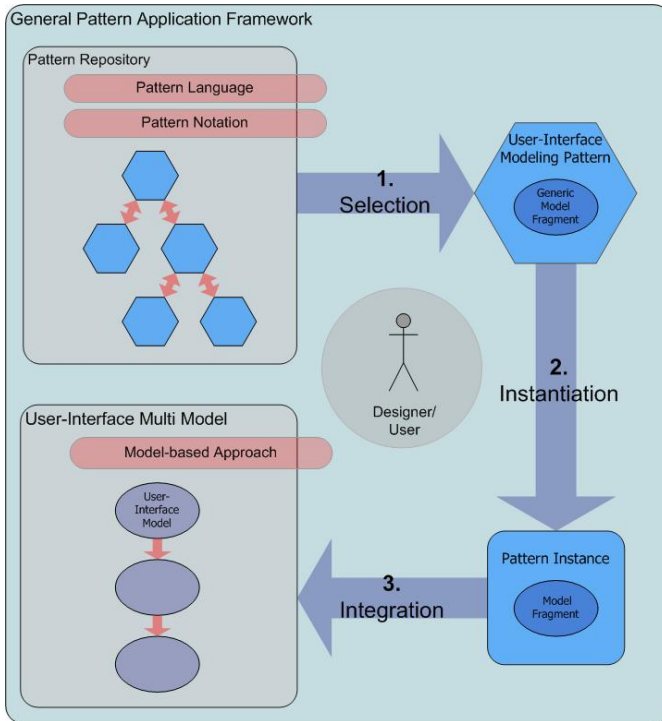 General Pattern Application Framework
Pattern Repository
Pattern Language
Pattern Notation
1.
Selection
User-Interface
Modeling Pattern
Generic
Model
Fragment
2.
Instantiation
Designer/
User
User-Interface Multi Model
Model-based Approach
User-
Interface
Model
3.
Integration
Pattern Instance
Model
Fragment